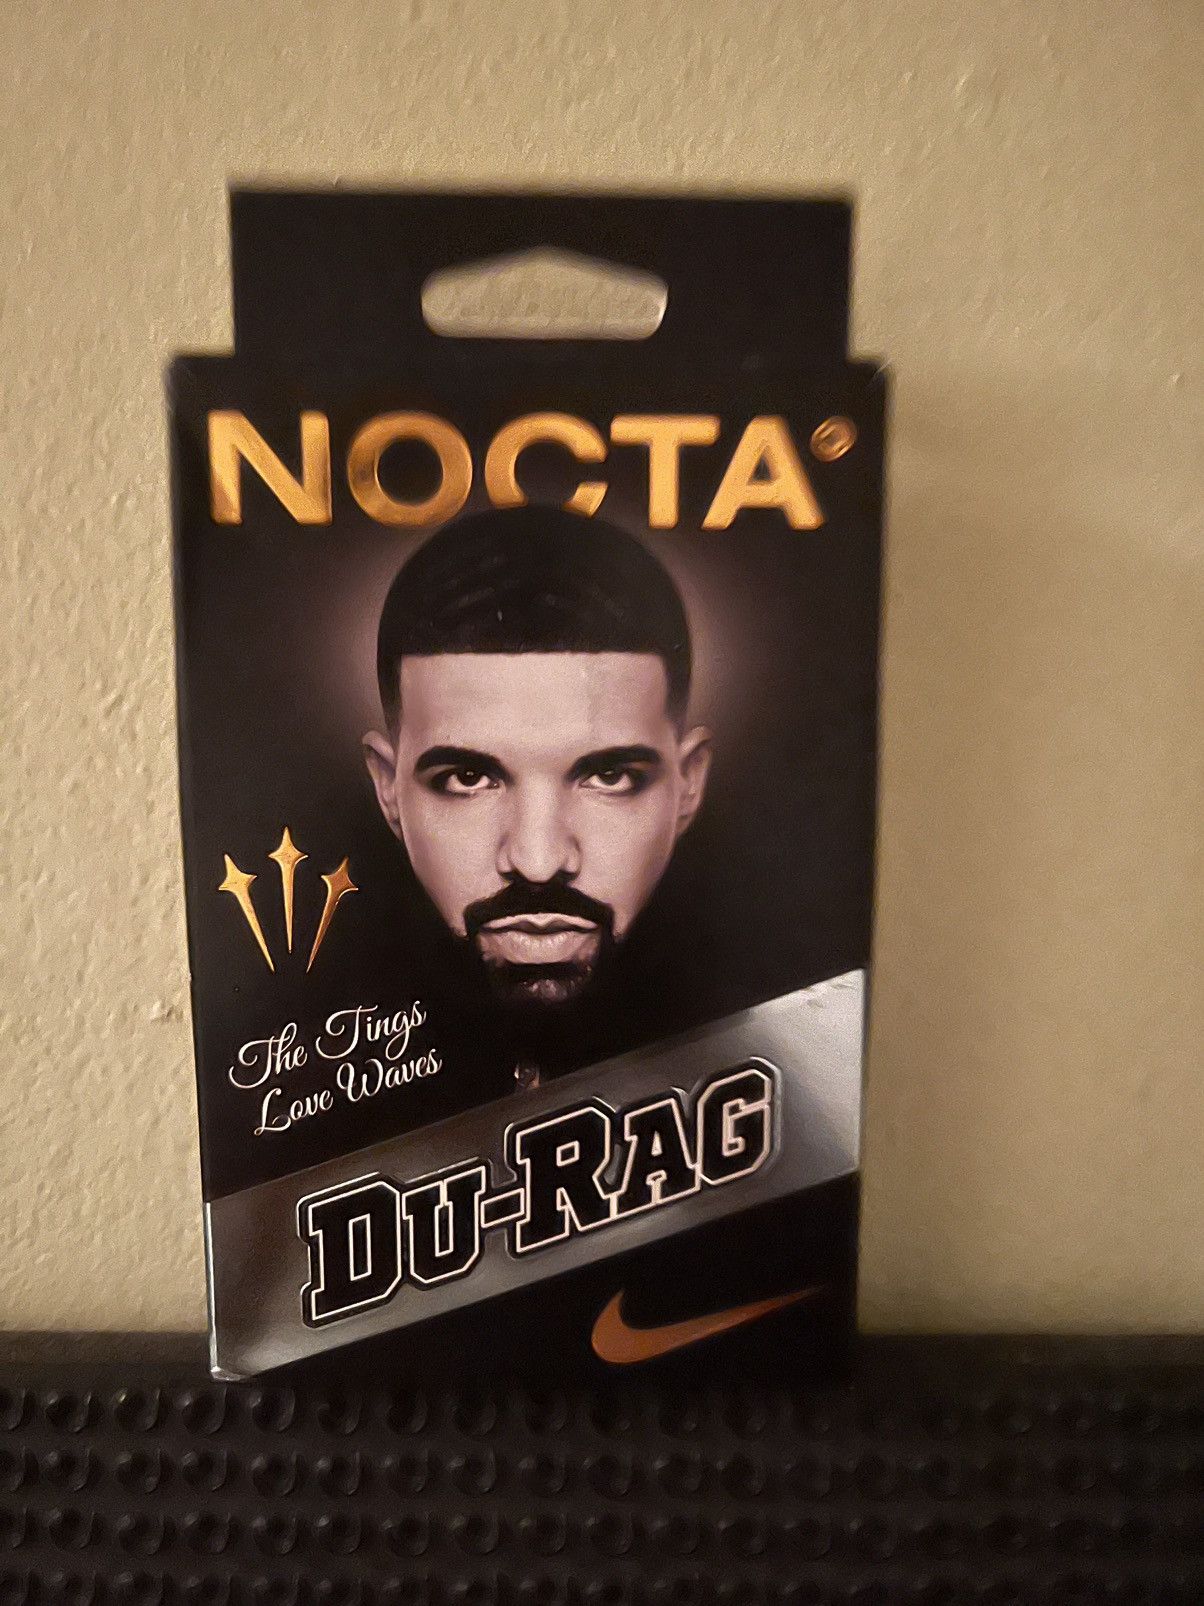 NOCTA
The Tings
Love Waves
DU-RAG